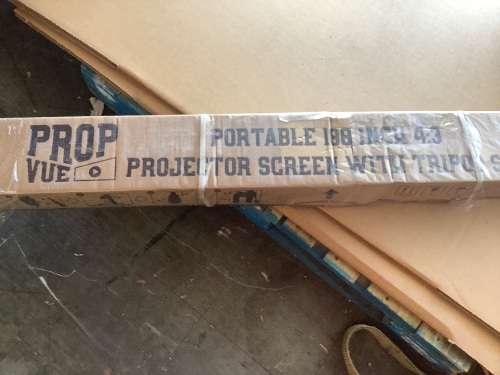 PROP
VUE
PORTABLE 100 INCH 4:3
PROJECTOR SCREEN WITH TRIPO